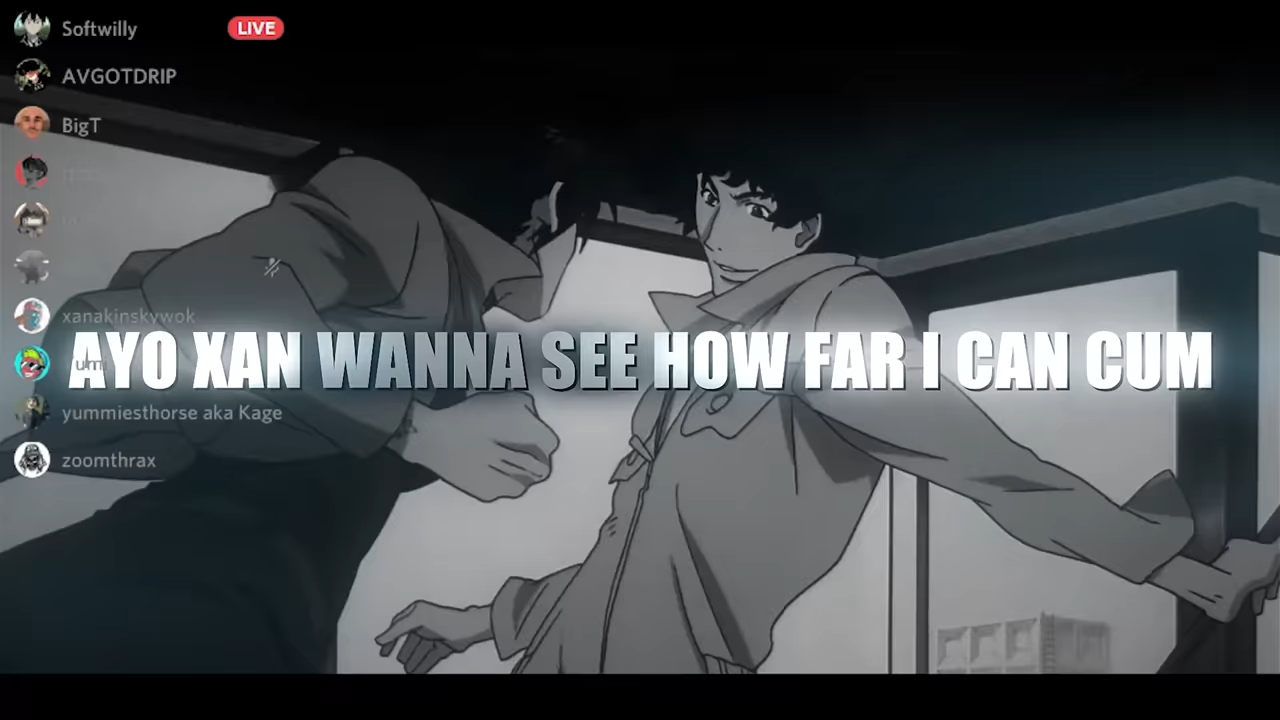 Softwilly
LIVE
AVGOTDRIP
BigT
xanakinskywok
AYO XAN WANNA SEE HOW FAR I CAN CUM
yummiesthorse aka Kage
zoomthrax